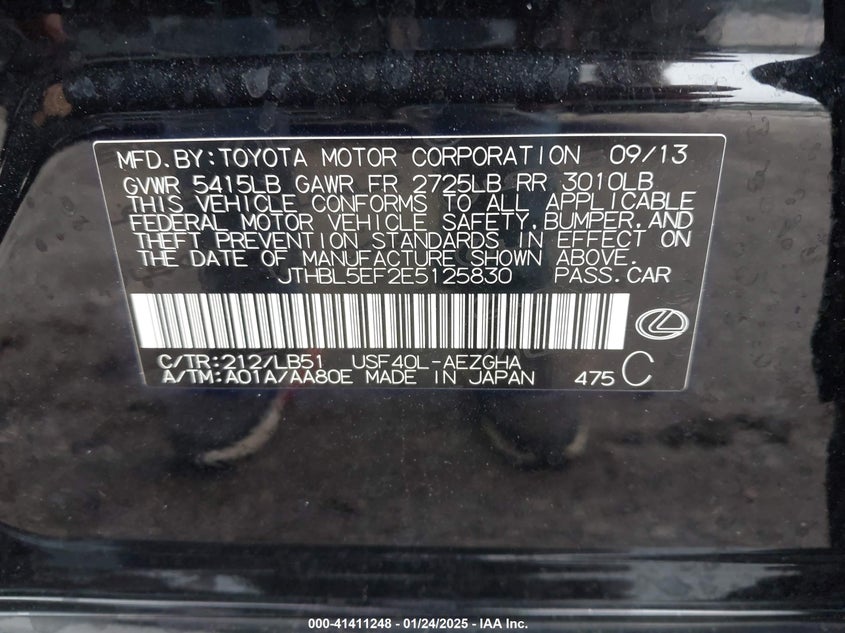 MFD.BY:TOYOTA MOTOR CORPORATION 09/13
GVWR 5415LB GAWR FR 2725LB RR 3010LB
THIS VEHICLE CONFORMS TO ALL APPLICABLE
FEDERAL MOTOR VEHICLE SAFETY,BUMPER,AND
THEFT PREVENTION STANDARDS IN EFFECT ON
THE DATE OF MANUFACTURE SHOWN ABOVE.
JTHBL5EF2E5125830 PASS.CAR
C/TR:212/LB51 USF40L-AEZGHA
A/TM:A01A/AA80E MADE IN JAPAN 475 C
000-41411248 - 01/24/2025 - IAA Inc.